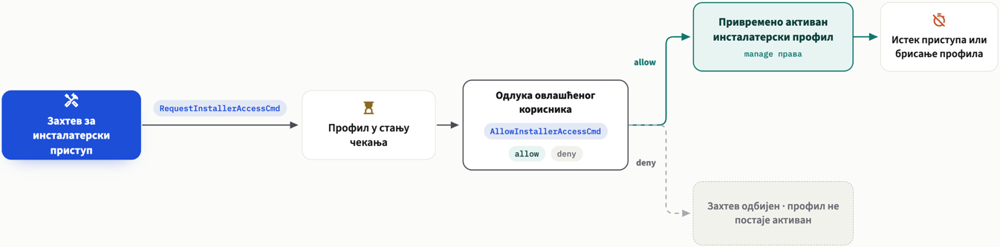 Захтев за
инсталатерски
приступ
RequestInstallerAccessCmd
Профил у стању
чекања
Одлука овлашћеног
корисника
AllowInstallerAccessCmd
allow deny
allow
Привремено активан
инсталатерски профил
manage права
Истек приступа или
брисање профила
deny
Захтев одбијен · профил не
постаје активан